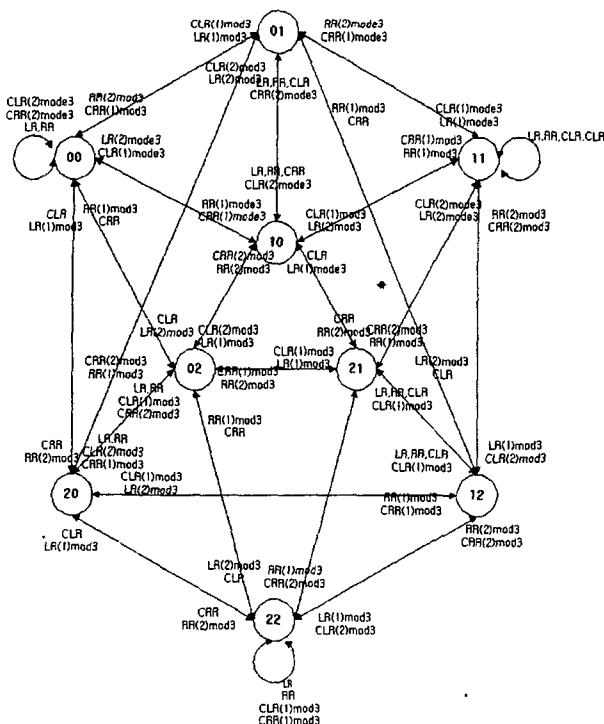 CLR(1)mod3
LR(1)mod3
01
RR(2)mode3
CRR(1)mode3
CLR(2)mod3
LR(2)mod3
LR,RR,CLR
CRR(2)mode3
CLR(2)mode3
CRR(2)mode3
LR,RR
RR(2)mod3
CRR(1)mod3
RR(1)mod3
CRR
CLR(1)mode3
LR(1)mode3
00
LR(2)mode3
CLR(1)mode3
CRR(1)mod3
RR(1)mod3
11
LR,RR,CLR,CLR
LR,RR,CRR
CLR(2)mode3
CLR
LR(1)mod3
RR(1)mod3
CRR
RR(1)mode3
CRR(1)mode3
CLR(1)mod3
LR(2)mod3
CLR(2)mode3
LR(2)mode3
RR(2)mod3
CRR(2)mod3
10
CRR(2)mod3
RR(2)mod3
CLR
LR(1)mode3
CLR
LR(2)mod3
CLR(2)mod3
LR(1)mod3
CRR
RR(2)mod3
CRR(2)mod3
RR(1)mod3
CRR(2)mod3
RR(1)mod3
02
CLR(1)mod3
LR(1)mod3
CRR(1)mod3
RR(2)mod3
21
LR(2)mod3
CLR
LR,RR
CLR(1)mod3
CRR(2)mod3
LR,RR,CLR
CLR(1)mod3
RR(1)mod3
CRR
CRR
RR(2)mod3
LR,RR
CLR(2)mod3
CRR(1)mod3
LR,RR,CLR
CLR(1)mod3
LR(1)mod3
CLR(2)mod3
20
CLR(1)mod3
LR(2)mod3
RR(1)mod3
CRR(1)mod3
12
CLR
LR(1)mod3
RR(2)mod3
CRR(2)mod3
LR(2)mod3
CLR
RR(1)mod3
CRR(2)mod3
CRR
RR(2)mod3
22
LR(1)mod3
CLR(2)mod3
LR
RR
CLR(1)mod3
CRR(1)mod3